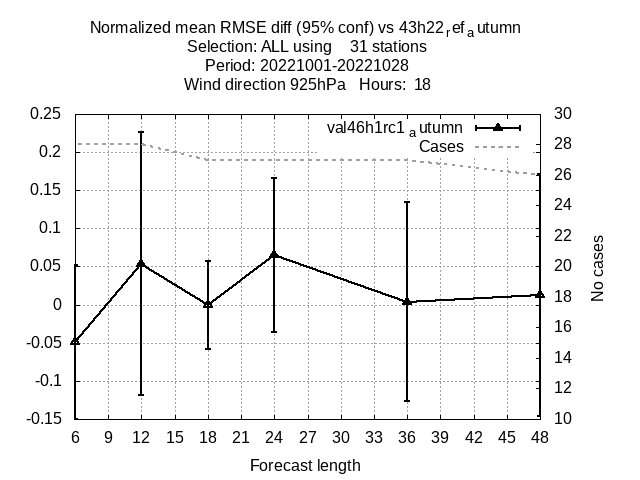 Normalized mean RMSE diff (95% conf) vs 43h22refautumn
Selection: ALL using 31 stations
Period: 20221001-20221028
Wind direction 925hPa Hours: 18
val46h1rc1autumn
Cases
0.25
0.2
0.15
0.1
0.05
0
-0.05
-0.1
-0.15
30
28
26
24
22
20
18
16
14
12
10
No cases
6 9 12 15 18 21 24 27 30 33 36 39 42 45 48
Forecast length